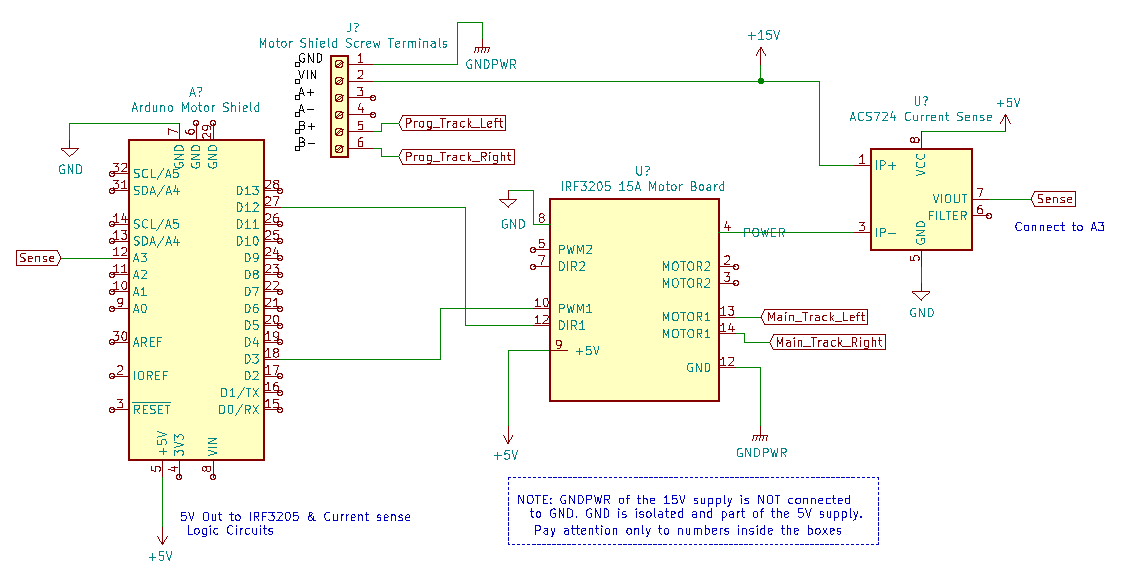 J?
Motor Shield Screw Terminals
GND
1
VIN
2
A+
3
A-
4
B+
5
B-
6
GNDPWR
Prog_Track_Left
Prog_Track_Right
+15V
U?
ACS724 Current Sense
+5V
8
VCC
1
IP+
VIOUT
7
Sense
FILTER
6
3
IP-
GND
5
GND
Connect to A3
A?
Arduno Motor Shield
GND
7
6
29
GND
GND
GND
32
SCL/A5
31
SDA/A4
14
SCL/A5
13
SDA/A4
Sense
12
A3
11
A2
10
A1
9
A0
30
AREF
2
IOREF
3
RESET
D13
28
D12
27
D11
26
D10
25
D9
24
D8
23
D7
22
D6
21
D5
20
D4
19
D3
18
D2
17
D1/TX
16
D0/RX
15
+5V
3V3
VIN
5
4
8
+5V
5V Out to IRF3205 & Current sense
Logic Circuits
U?
IRF3205 15A Motor Board
GND
8
5
PWM2
7
DIR2
10
PWM1
12
DIR1
9
+5V
+5V
4
POWER
MOTOR2
2
MOTOR2
3
MOTOR1
13
Main_Track_Left
MOTOR1
14
Main_Track_Right
GND
12
GNDPWR
NOTE: GNDPWR of the 15V supply is NOT connected
to GND. GND is isolated and part of the 5V supply.
Pay attention only to numbers inside the boxes